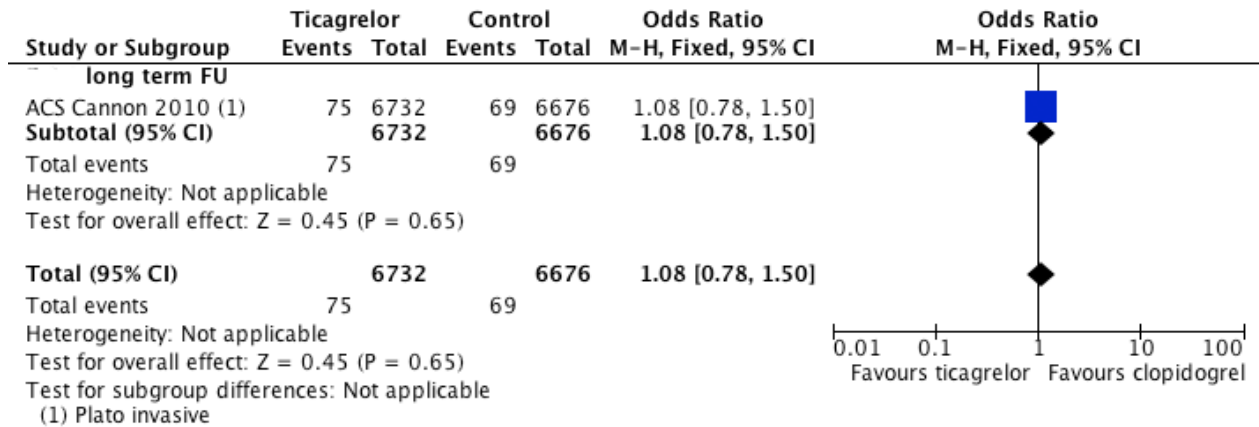 Ticagrelor Control Odds Ratio Odds Ratio
Study or Subgroup Events Total Events Total M-H, Fixed, 95% CI M-H, Fixed, 95% CI
long term FU
ACS Cannon 2010 (1) 75 6732 69 6676 1.08 [0.78, 1.50]
Subtotal (95% CI) 6732 6676 1.08 [0.78, 1.50]
Total events 75 69
Heterogeneity: Not applicable
Test for overall effect: Z = 0.45 (P = 0.65)
Total (95% CI) 6732 6676 1.08 [0.78, 1.50]
Total events 75 69
Heterogeneity: Not applicable
Test for overall effect: Z = 0.45 (P = 0.65)
Test for subgroup differences: Not applicable
(1) Plato invasive
0.01 0.1 1 10 100
Favours ticagrelor Favours clopidogrel